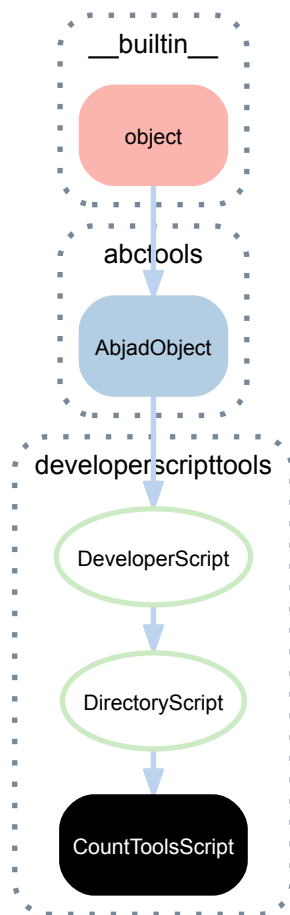 __builtin__
object
abctools
AbjadObject
developerscripttools
DeveloperScript
DirectoryScript
CountToolsScript